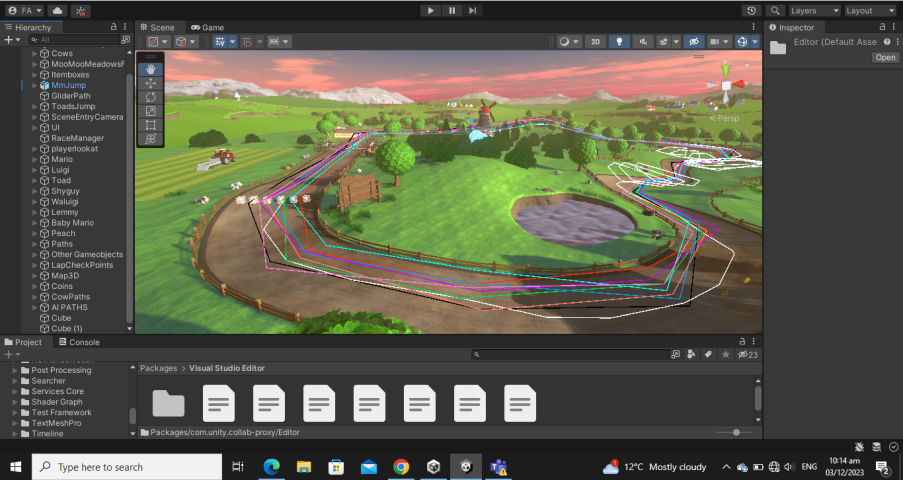 FA
Layers
Layout
Hierarchy
All
Cows
MooMooMeadowsF
Itemboxes
MmJump
GliderPath
ToadsJump
SceneEntryCamera
UI
RaceManager
playerlookat
Mario
Luigi
Toad
Shyguy
Waluigi
Lemmy
Baby Mario
Peach
Paths
Other Gameobjects
LapCheckPoints
Map3D
Coins
CowPaths
AI PATHS
Cube
Cube (1)
Scene
Game
2D
y
< Persp
Inspector
Editor (Default Asse
Open
Project
Console
23
Post Processing
Searcher
Services Core
Shader Graph
Test Framework
TextMeshPro
Timeline
Packages > Visual Studio Editor
Packages/com.unity.collab-proxy/Editor
Type here to search
12°C Mostly cloudy
ENG
10:14 am
03/12/2023
2